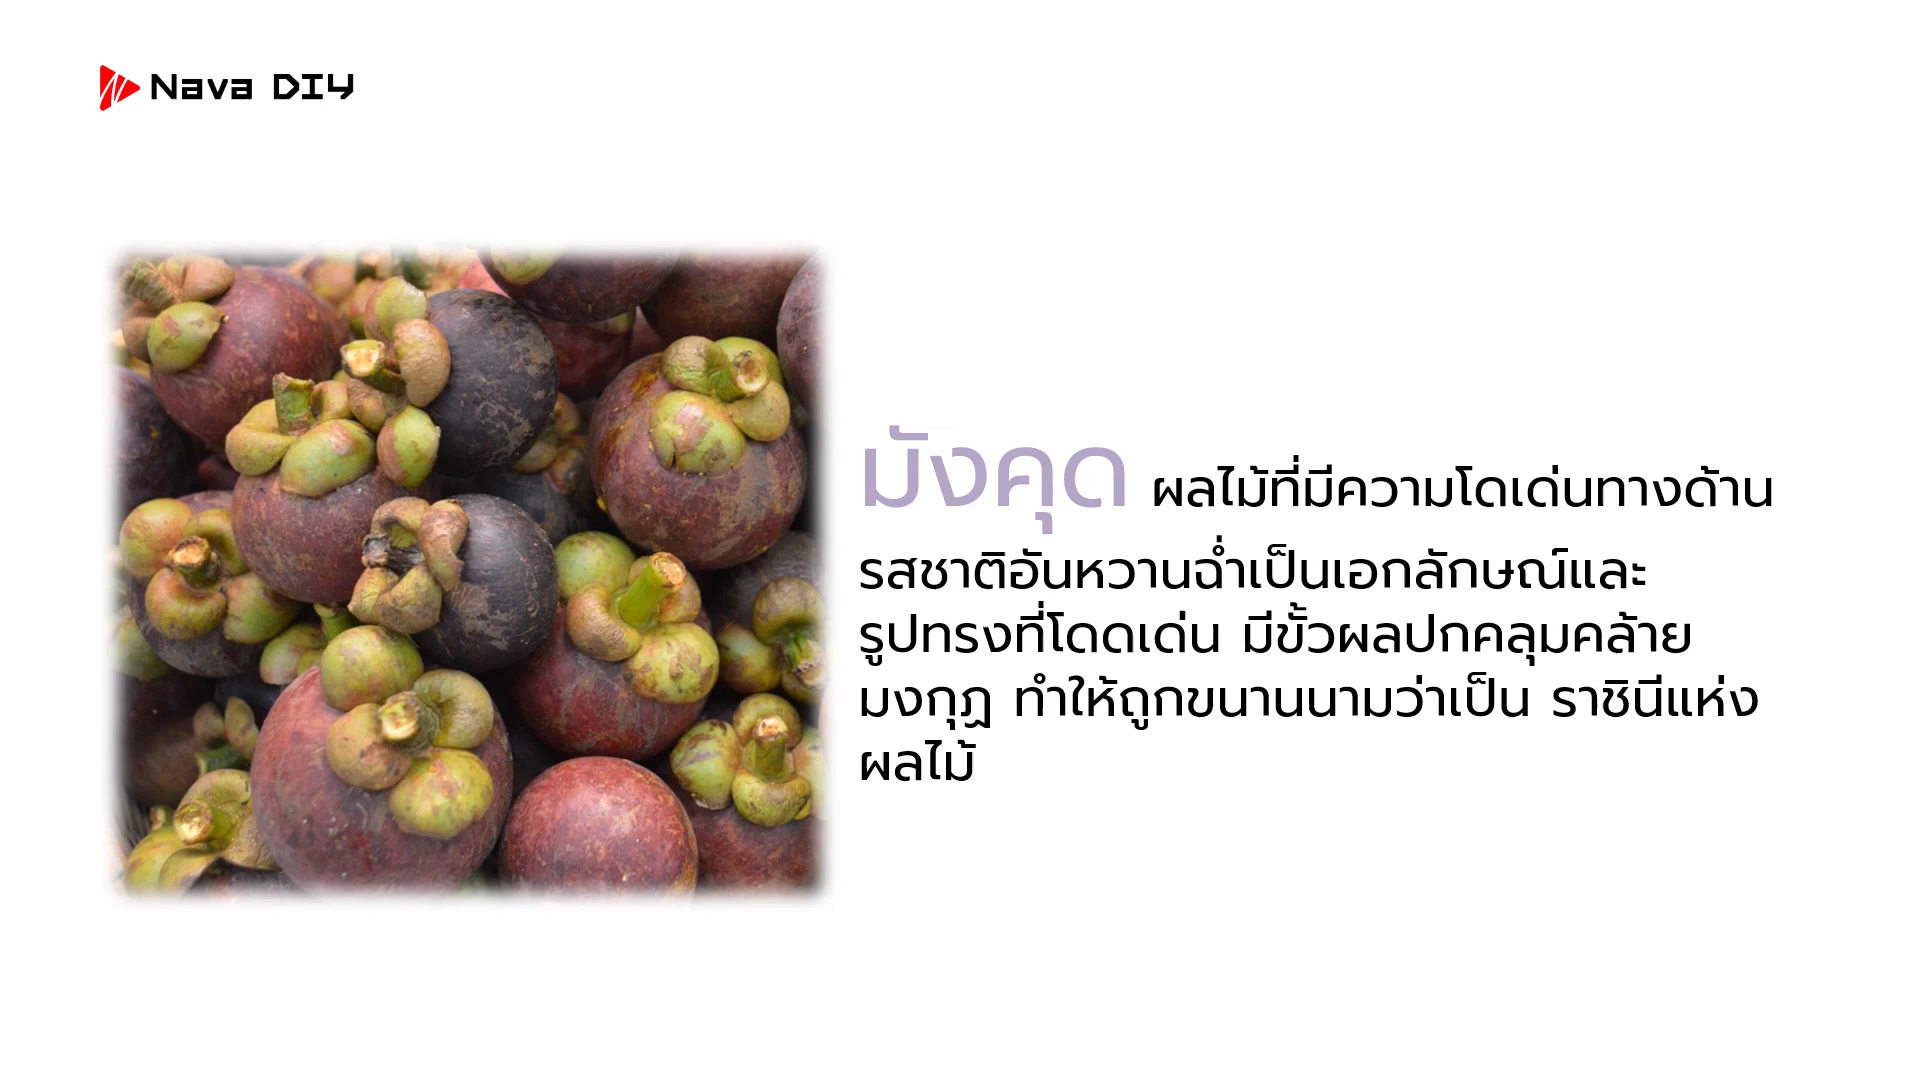 Nava DIY
มังคุด ผลไม้ที่มีความโดเด่นทางด้าน
รสชาติอันหวานฉ่ำเป็นเอกลักษณ์และ
รูปทรงที่โดดเด่น มีขั้วผลปกคลุมคล้าย
มงกุฏ ทำให้ถูกขนานนามว่าเป็น ราชินีแห่ง
ผลไม้